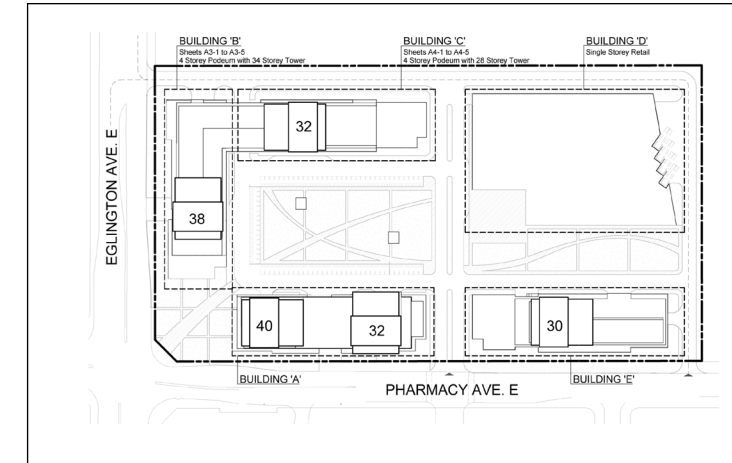 BUILDING 'B'
Sheets A3-1 to A3-5
4 Storey Podeum with 34 Storey Tower
BUILDING 'C'
Sheets A4-1 to A4-5
4 Storey Podeum with 28 Storey Tower
BUILDING 'D'
Single Storey Retail
EGLINGTON AVE. E
32
38
40
32
30
BUILDING 'A'
PHARMACY AVE. E
BUILDING 'E'